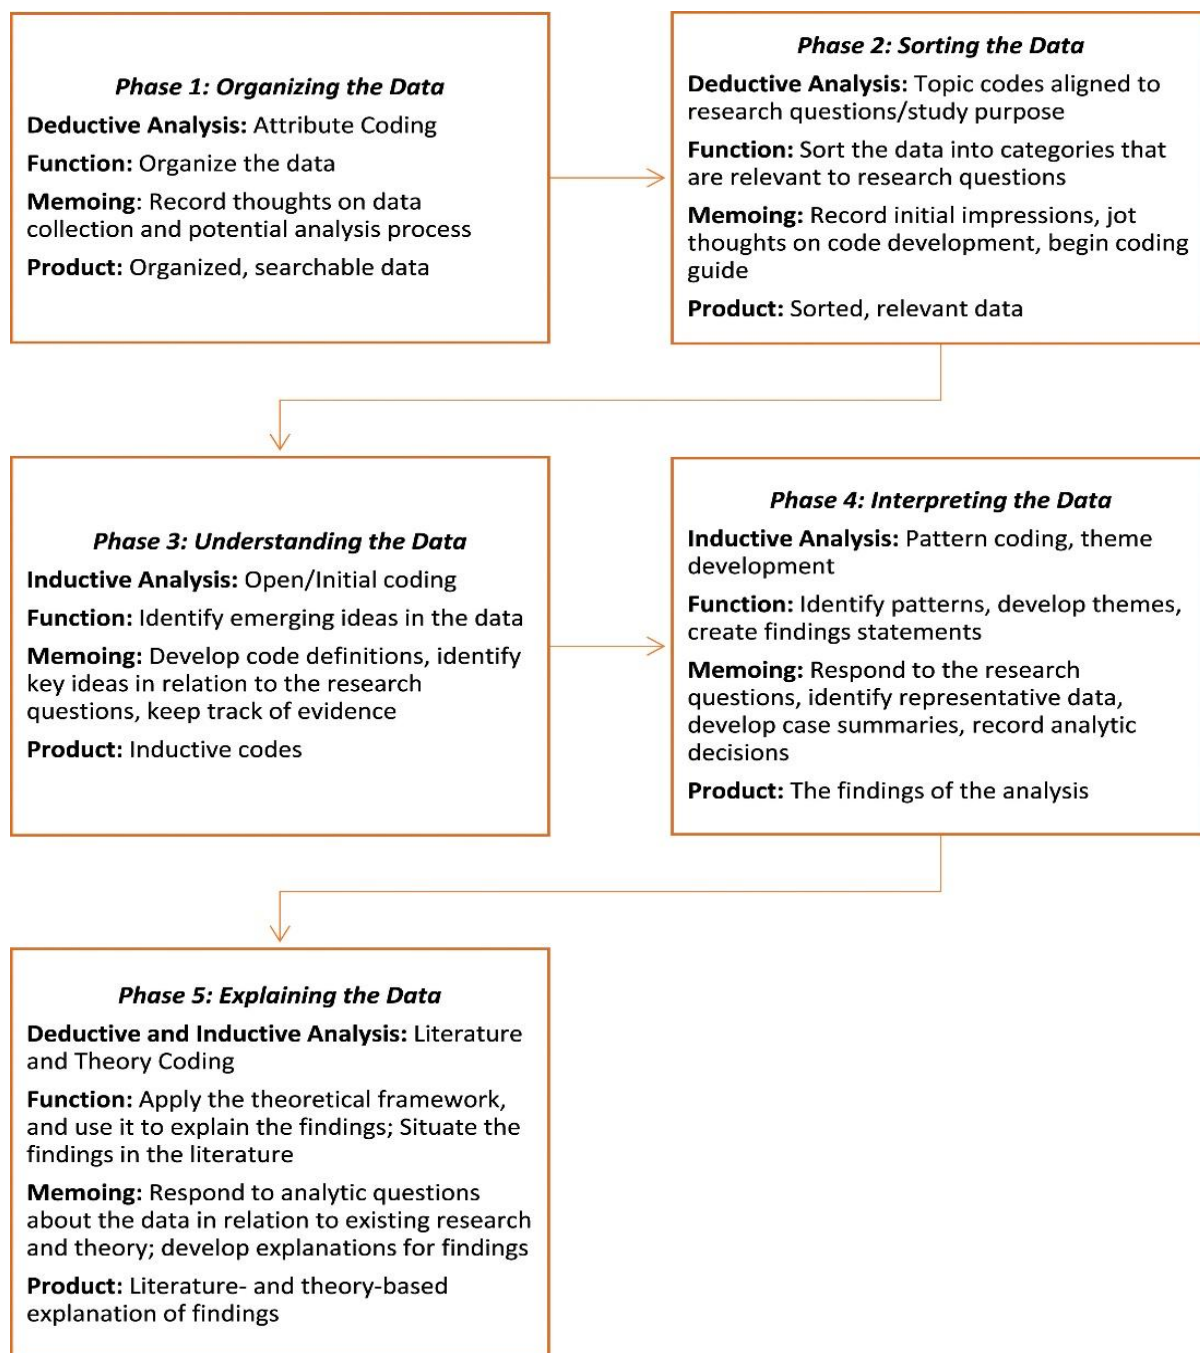 Phase 1: Organizing the Data
Deductive Analysis: Attribute Coding
Function: Organize the data
Memoing: Record thoughts on data
collection and potential analysis process
Product: Organized, searchable data
Phase 2: Sorting the Data
Deductive Analysis: Topic codes aligned to
research questions/study purpose
Function: Sort the data into categories that
are relevant to research questions
Memoing: Record initial impressions, jot
thoughts on code development, begin coding
guide
Product: Sorted, relevant data
Phase 3: Understanding the Data
Inductive Analysis: Open/Initial coding
Function: Identify emerging ideas in the data
Memoing: Develop code definitions, identify
key ideas in relation to the research
questions, keep track of evidence
Product: Inductive codes
Phase 4: Interpreting the Data
Inductive Analysis: Pattern coding, theme
development
Function: Identify patterns, develop themes,
create findings statements
Memoing: Respond to the research
questions, identify representative data,
develop case summaries, record analytic
decisions
Product: The findings of the analysis
Phase 5: Explaining the Data
Deductive and Inductive Analysis: Literature
and Theory Coding
Function: Apply the theoretical framework,
and use it to explain the findings; Situate the
findings in the literature
Memoing: Respond to analytic questions
about the data in relation to existing research
and theory; develop explanations for findings
Product: Literature- and theory-based
explanation of findings